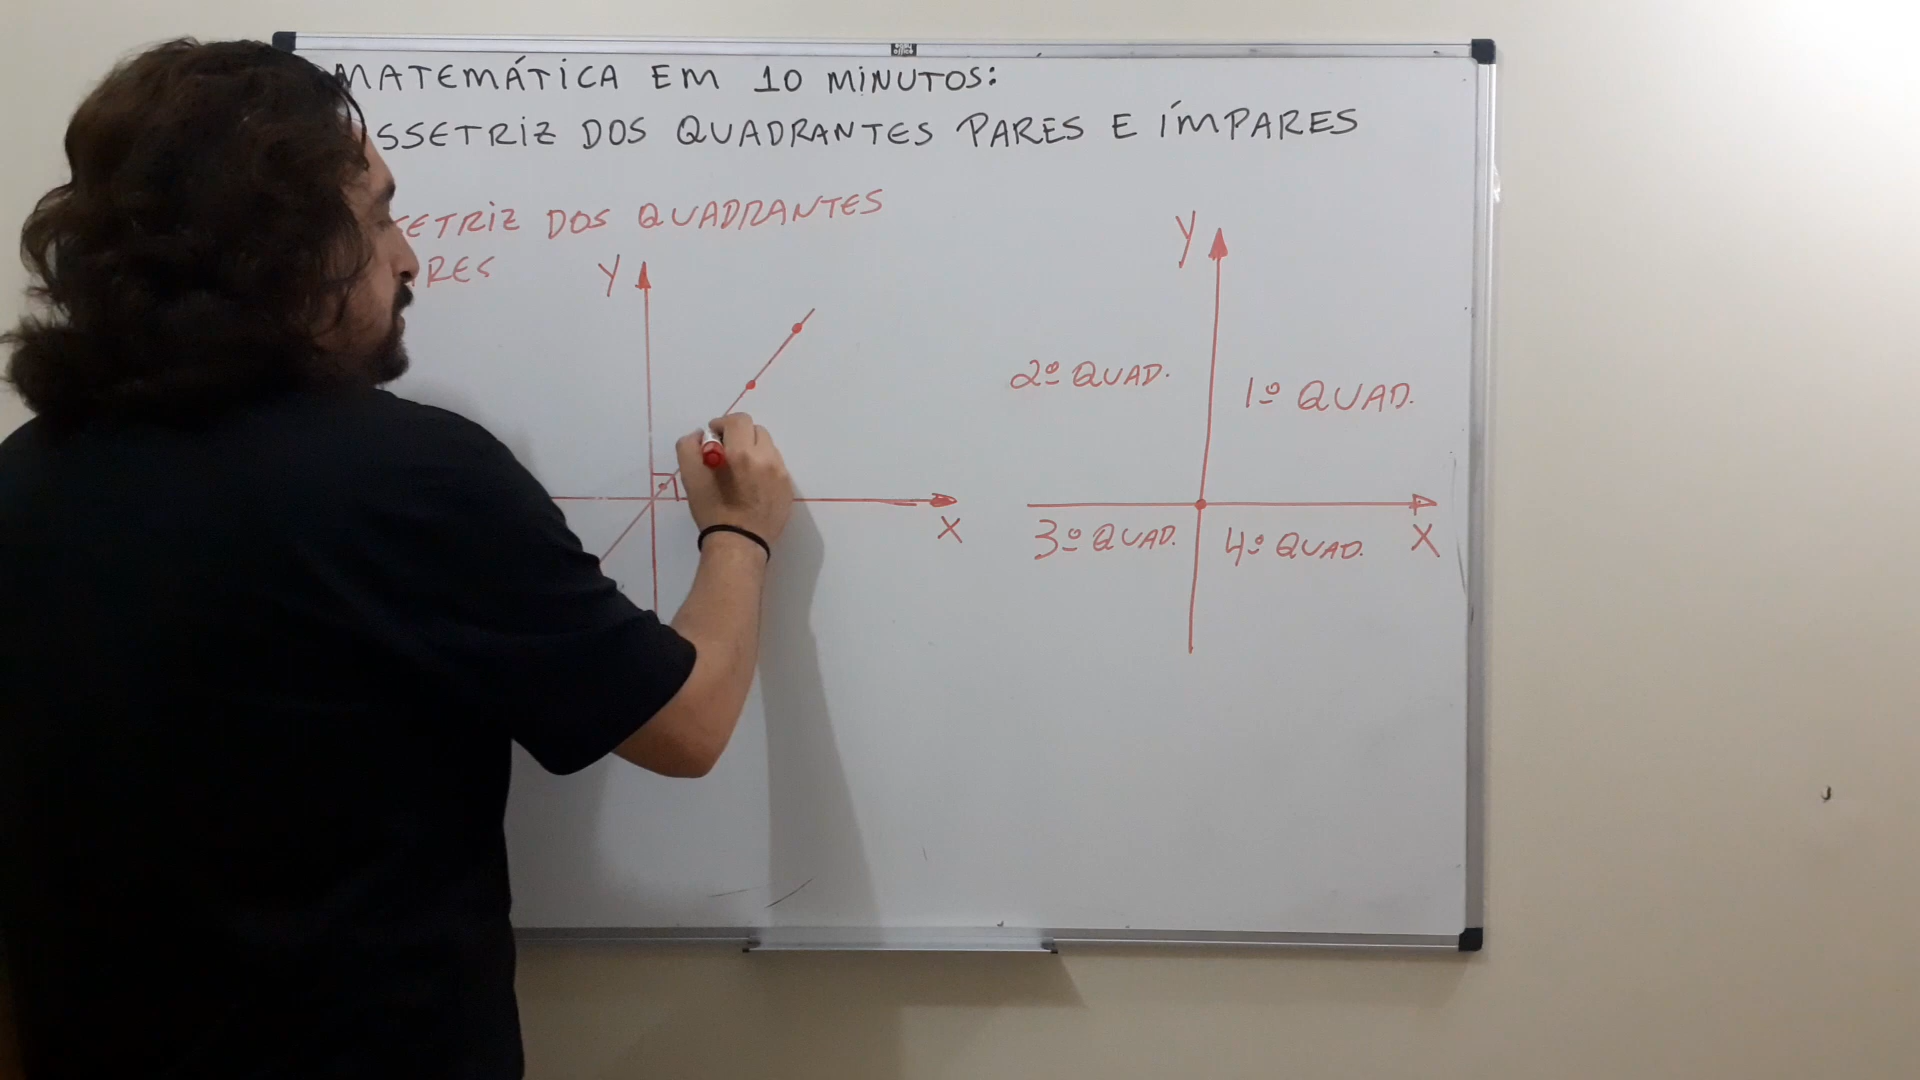 MATEMÁTICA EM 10 MINUTOS:
SSETRIZ DOS QUADRANTES PARES E ÍMPARES
ETRIZ DOS QUADRANTES
RES
Y
X
Y
2º QUAD.
1º QUAD.
3º QUAD.
4º QUAD.
X